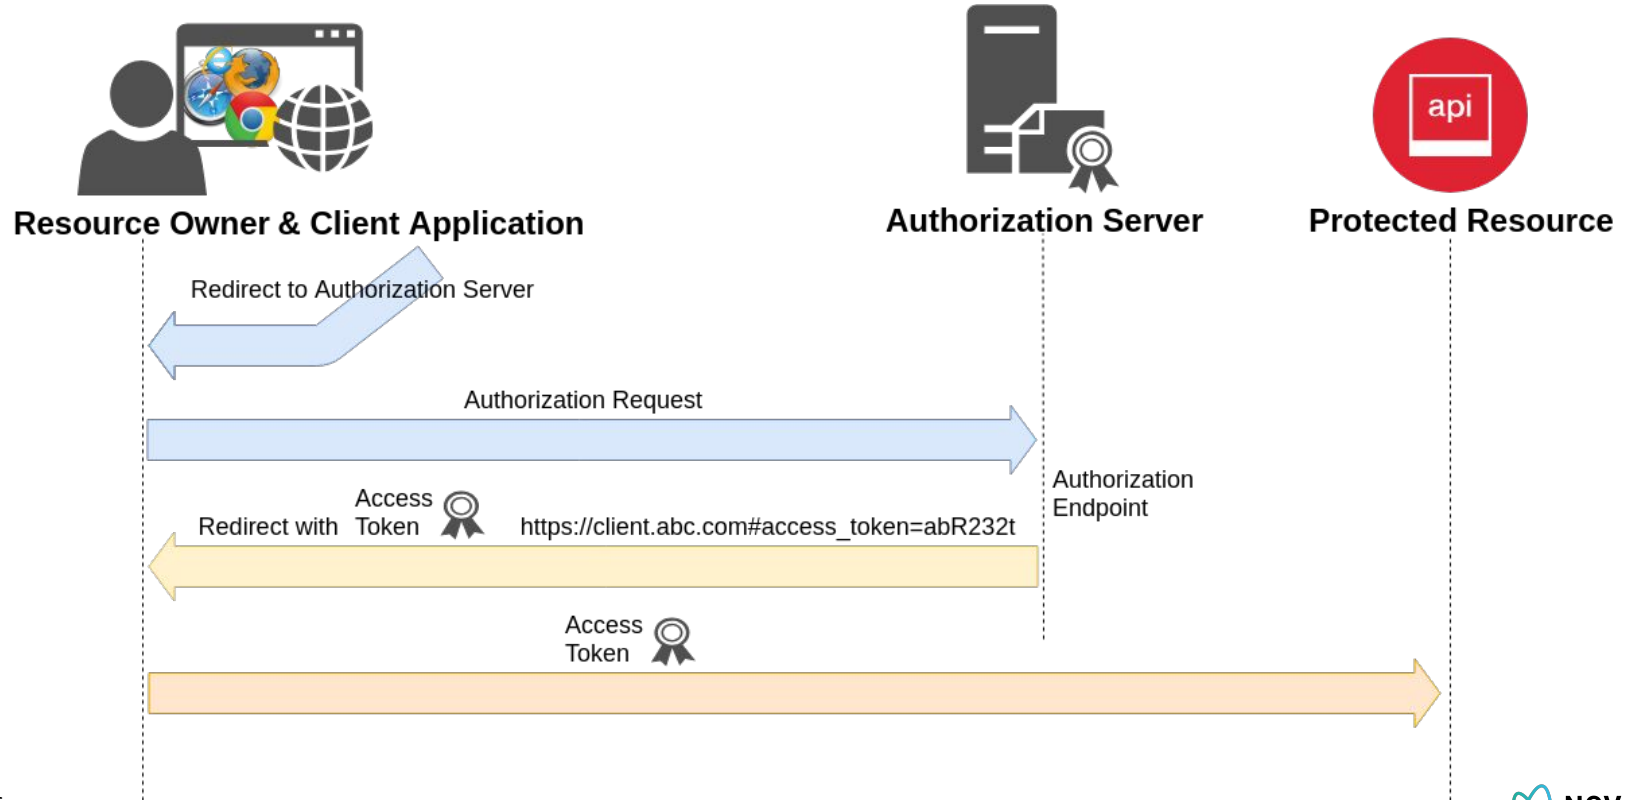 api
Resource Owner & Client Application
Authorization Server
Protected Resource
Redirect to Authorization Server
Authorization Request
Authorization
Endpoint
Access
Redirect with Token
https://client.abc.com#access_token=abR232t
Access
Token